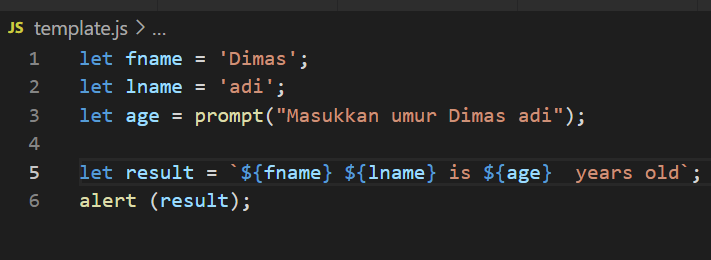 JS template.js > ...
1 let fname = 'Dimas';
2 let lname = 'adi';
3 let age = prompt("Masukkan umur Dimas adi");
4
5 let result = `${fname} ${lname} is ${age}  years old`;
6 alert (result);